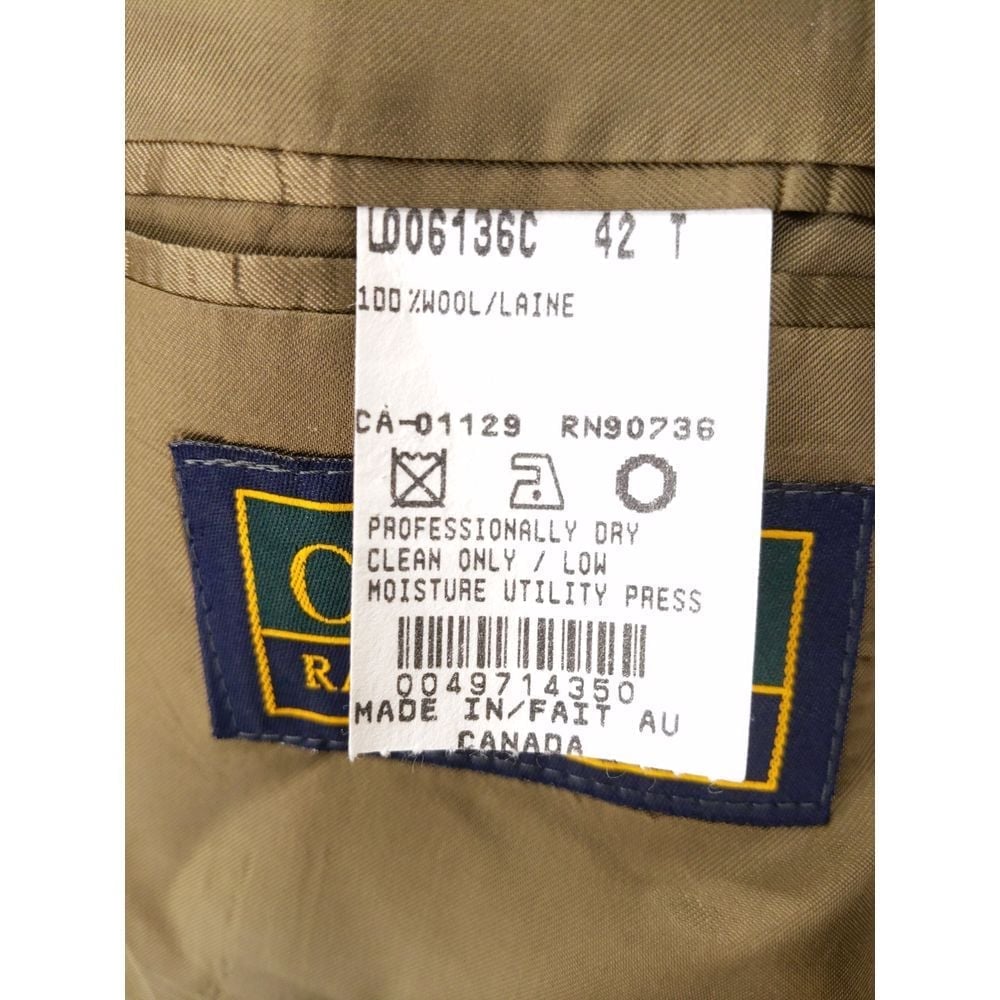 L006136C 42 T
100%WOOL/LAINE
CA-01129 RN90736
PROFESSIONALLY DRY
CLEAN ONLY / LOW
MOISTURE UTILITY PRESS
0049714350
MADE IN/FAIT AU
CANADA